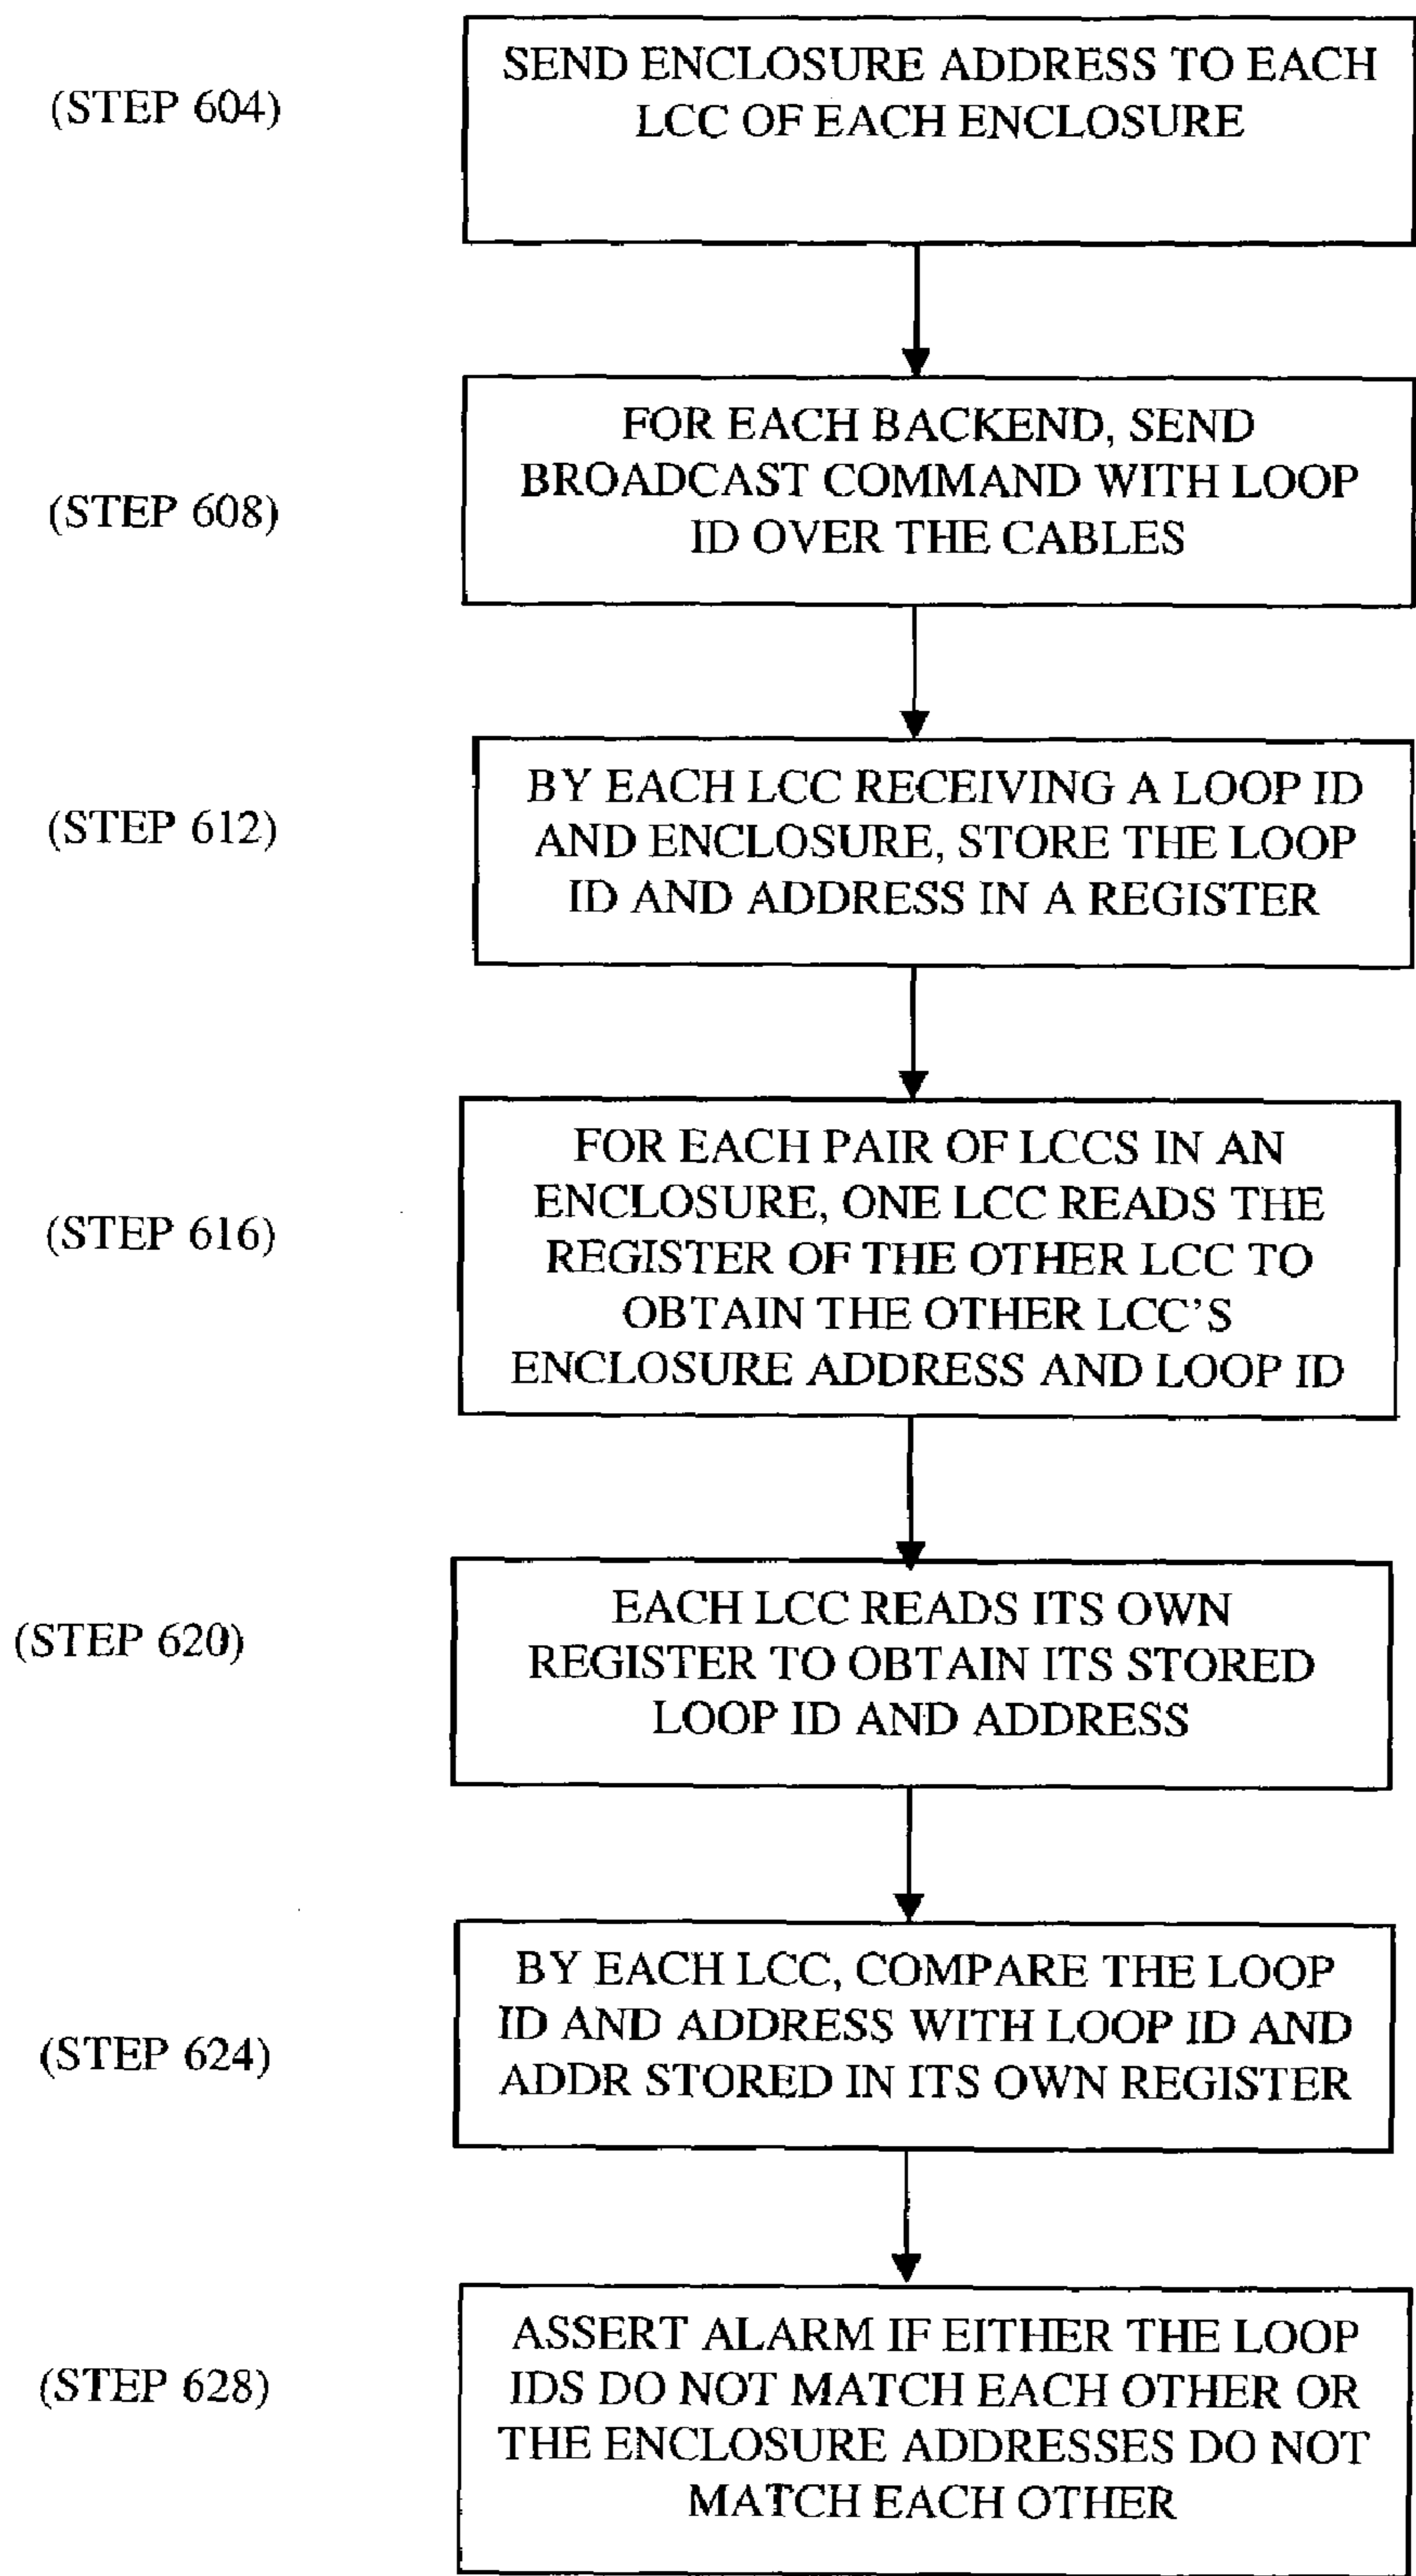 (STEP 604)
SEND ENCLOSURE ADDRESS TO EACH
LCC OF EACH ENCLOSURE
(STEP 608)
FOR EACH BACKEND, SEND
BROADCAST COMMAND WITH LOOP
ID OVER THE CABLES
(STEP 612)
BY EACH LCC RECEIVING A LOOP ID
AND ENCLOSURE, STORE THE LOOP
ID AND ADDRESS IN A REGISTER
(STEP 616)
FOR EACH PAIR OF LCCS IN AN
ENCLOSURE, ONE LCC READS THE
REGISTER OF THE OTHER LCC TO
OBTAIN THE OTHER LCC'S
ENCLOSURE ADDRESS AND LOOP ID
(STEP 620)
EACH LCC READS ITS OWN
REGISTER TO OBTAIN ITS STORED
LOOP ID AND ADDRESS
(STEP 624)
BY EACH LCC, COMPARE THE LOOP
ID AND ADDRESS WITH LOOP ID AND
ADDR STORED IN ITS OWN REGISTER
(STEP 628)
ASSERT ALARM IF EITHER THE LOOP
IDS DO NOT MATCH EACH OTHER OR
THE ENCLOSURE ADDRESSES DO NOT
MATCH EACH OTHER